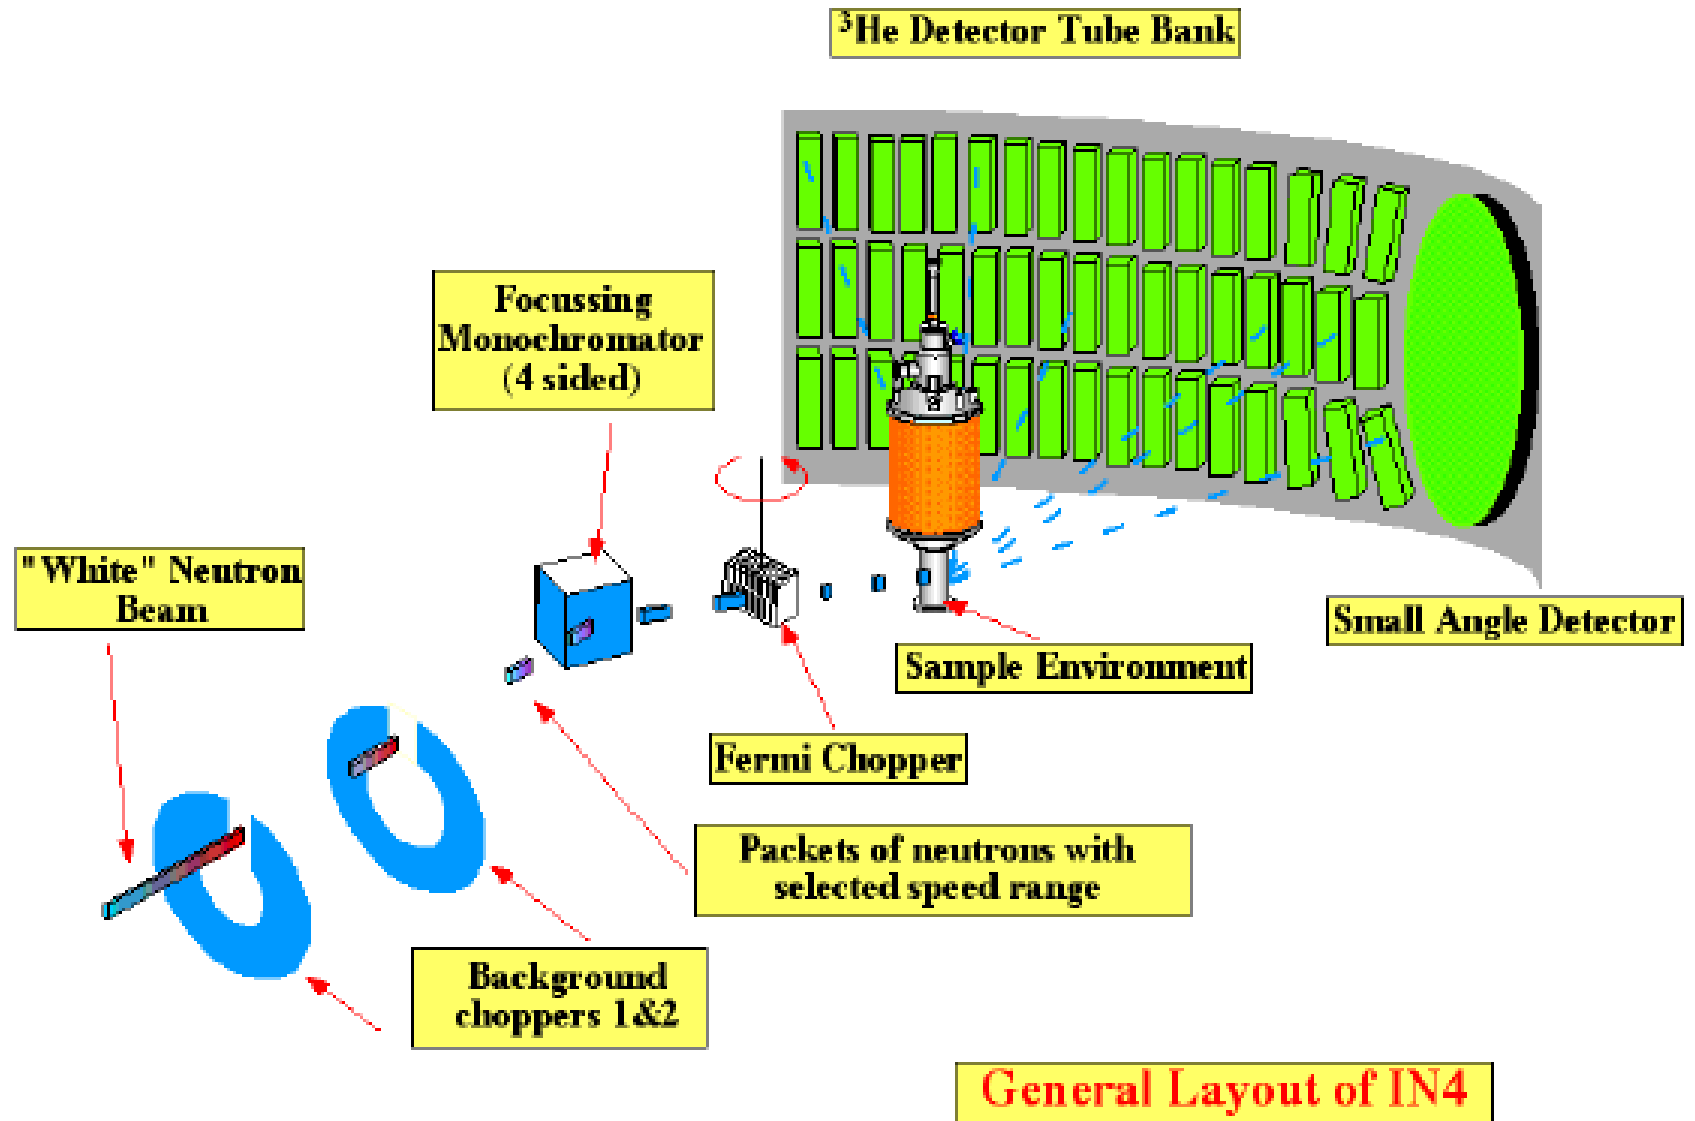 ³He Detector Tube Bank
Focussing
Monochromator
(4 sided)
"White" Neutron
Beam
Small Angle Detector
Sample Environment
Fermi Chopper
Packets of neutrons with
selected speed range
Background
choppers 1&2
General Layout of IN4